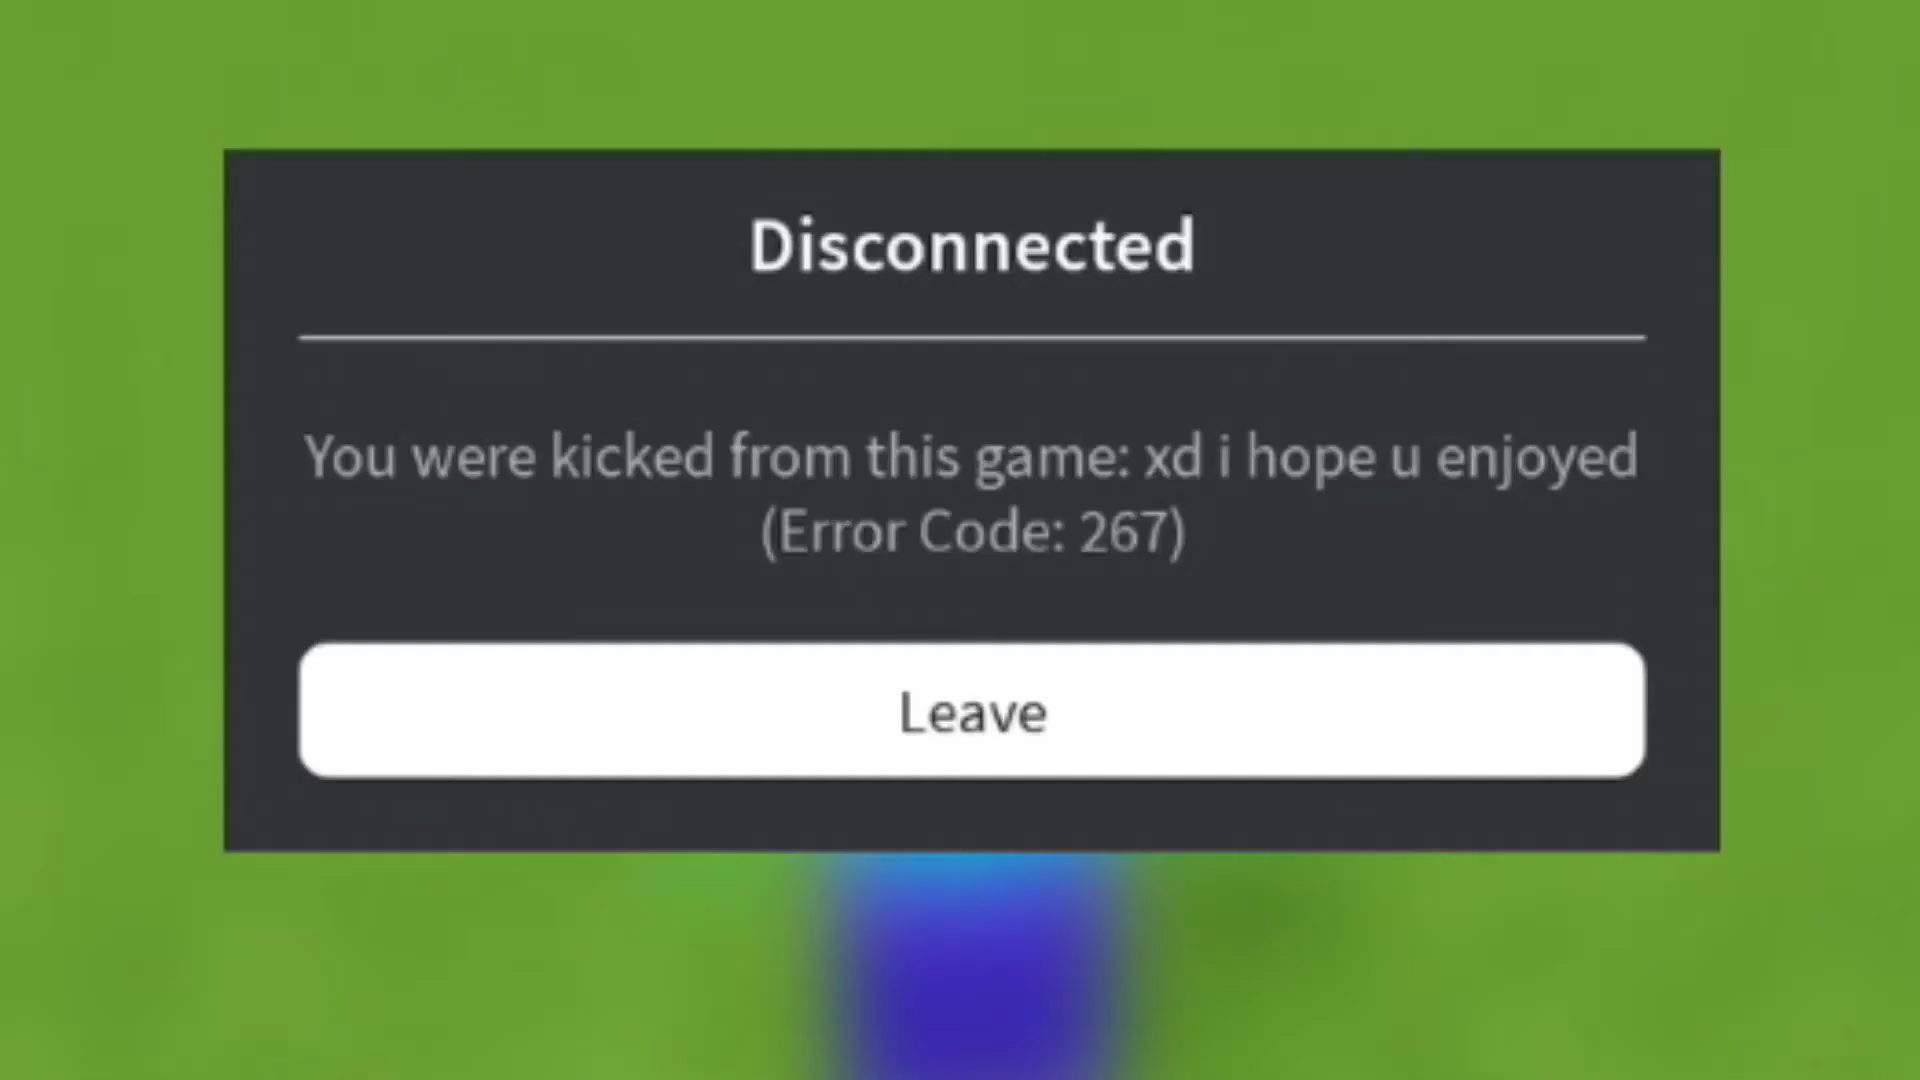 Disconnected
You were kicked from this game: xd i hope u enjoyed
(Error Code: 267)
Leave